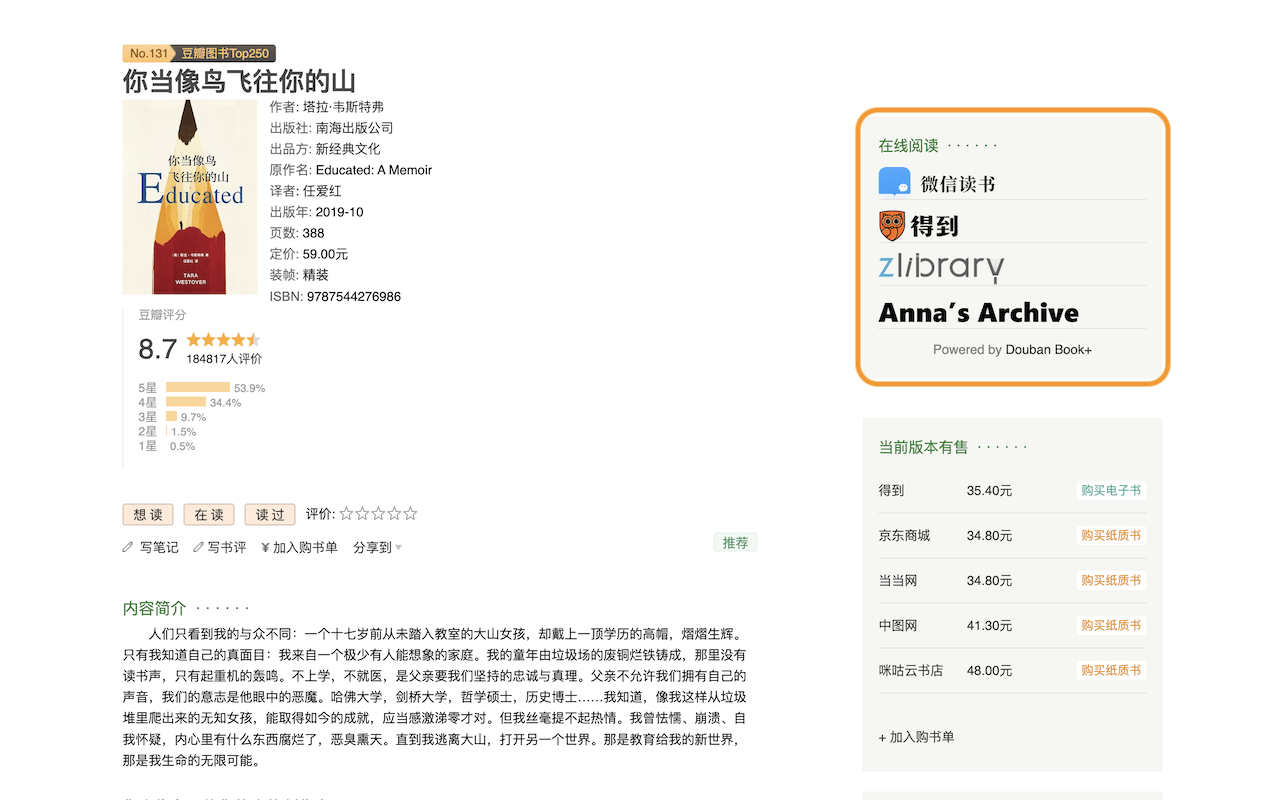 No.131 豆瓣图书Top250
你当像鸟飞往你的山
你当像鸟
飞往你的山
Educated
TARA
WESTOVER
作者: 塔拉·韦斯特弗
出版社: 南海出版公司
出品方: 新经典文化
原作名: Educated: A Memoir
译者: 任爱红
出版年: 2019-10
页数: 388
定价: 59.00元
装帧: 精装
ISBN: 9787544276986
豆瓣评分
8.7
184817人评价
5星 53.9%
4星 34.4%
3星 9.7%
2星 1.5%
1星 0.5%
想读 在读 读过 评价:
写笔记 写书评 ¥加入购书单 分享到
推荐
内容简介 · · · · · ·
人们只看到我的与众不同：一个十七岁前从未踏入教室的大山女孩，却戴上一顶学历的高帽，熠熠生辉。
只有我知道自己的真面目：我来自一个极少有人能想象的家庭。我的童年由垃圾场的废铜烂铁铸成，那里没有
读书声，只有起重机的轰鸣。不上学，不就医，是父亲要我们坚持的忠诚与真理。父亲不允许我们拥有自己的
声音，我们的意志是他眼中的恶魔。哈佛大学，剑桥大学，哲学硕士，历史博士……我知道，像我这样从垃圾
堆里爬出来的无知女孩，能取得如今的成就，应当感激涕零才对。但我丝毫提不起热情。我曾怯懦、崩溃、自
我怀疑，内心里有什么东西腐烂了，恶臭熏天。直到我逃离大山，打开另一个世界。那是教育给我的新世界，
那是我生命的无限可能。
在线阅读 · · · · · ·
微信读书
得到
zlibrary
Anna’s Archive
Powered by Douban Book+
当前版本有售 · · · · · ·
得到 35.40元 购买电子书
京东商城 34.80元 购买纸质书
当当网 34.80元 购买纸质书
中图网 41.30元 购买纸质书
咪咕云书店 48.00元 购买纸质书
+ 加入购书单